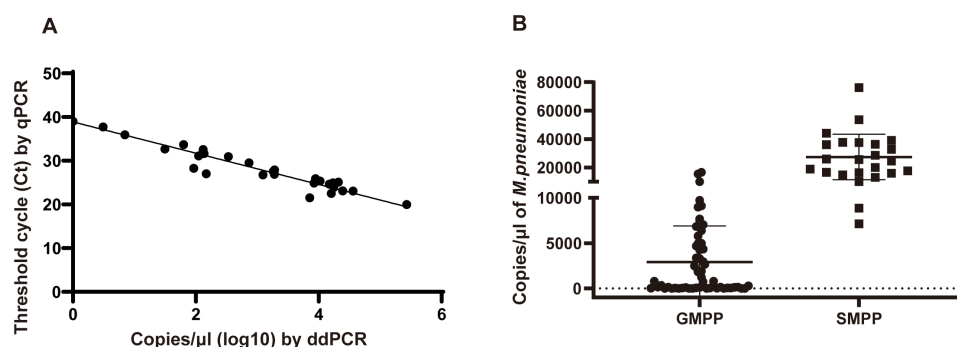 A
Threshold cycle (Ct) by qPCR
50
40
30
20
10
0
0
2
4
6
Copies/μl (log10) by ddPCR
B
Copies/μl of M.pneumoniae
80000
60000
40000
20000
10000
5000
0
GMPP
SMPP